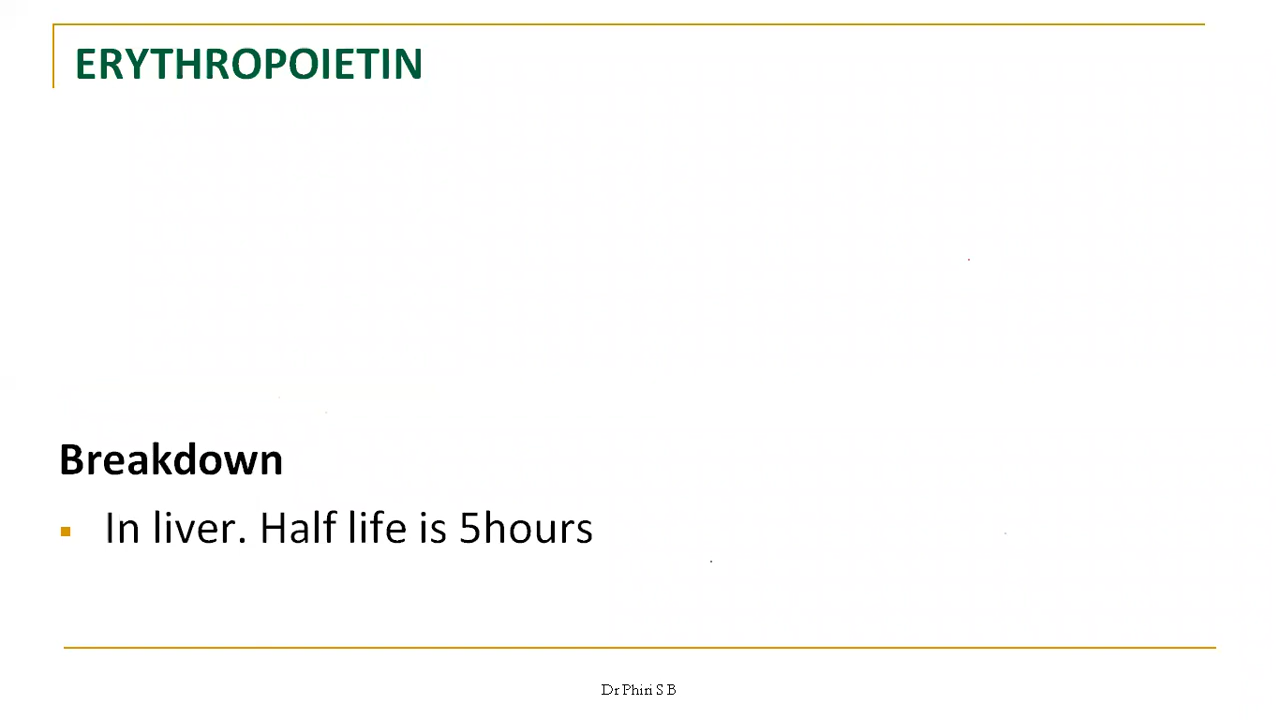 ERYTHROPOIETIN
Breakdown
▪ In liver. Half life is 5hours
Dr Phiri S B